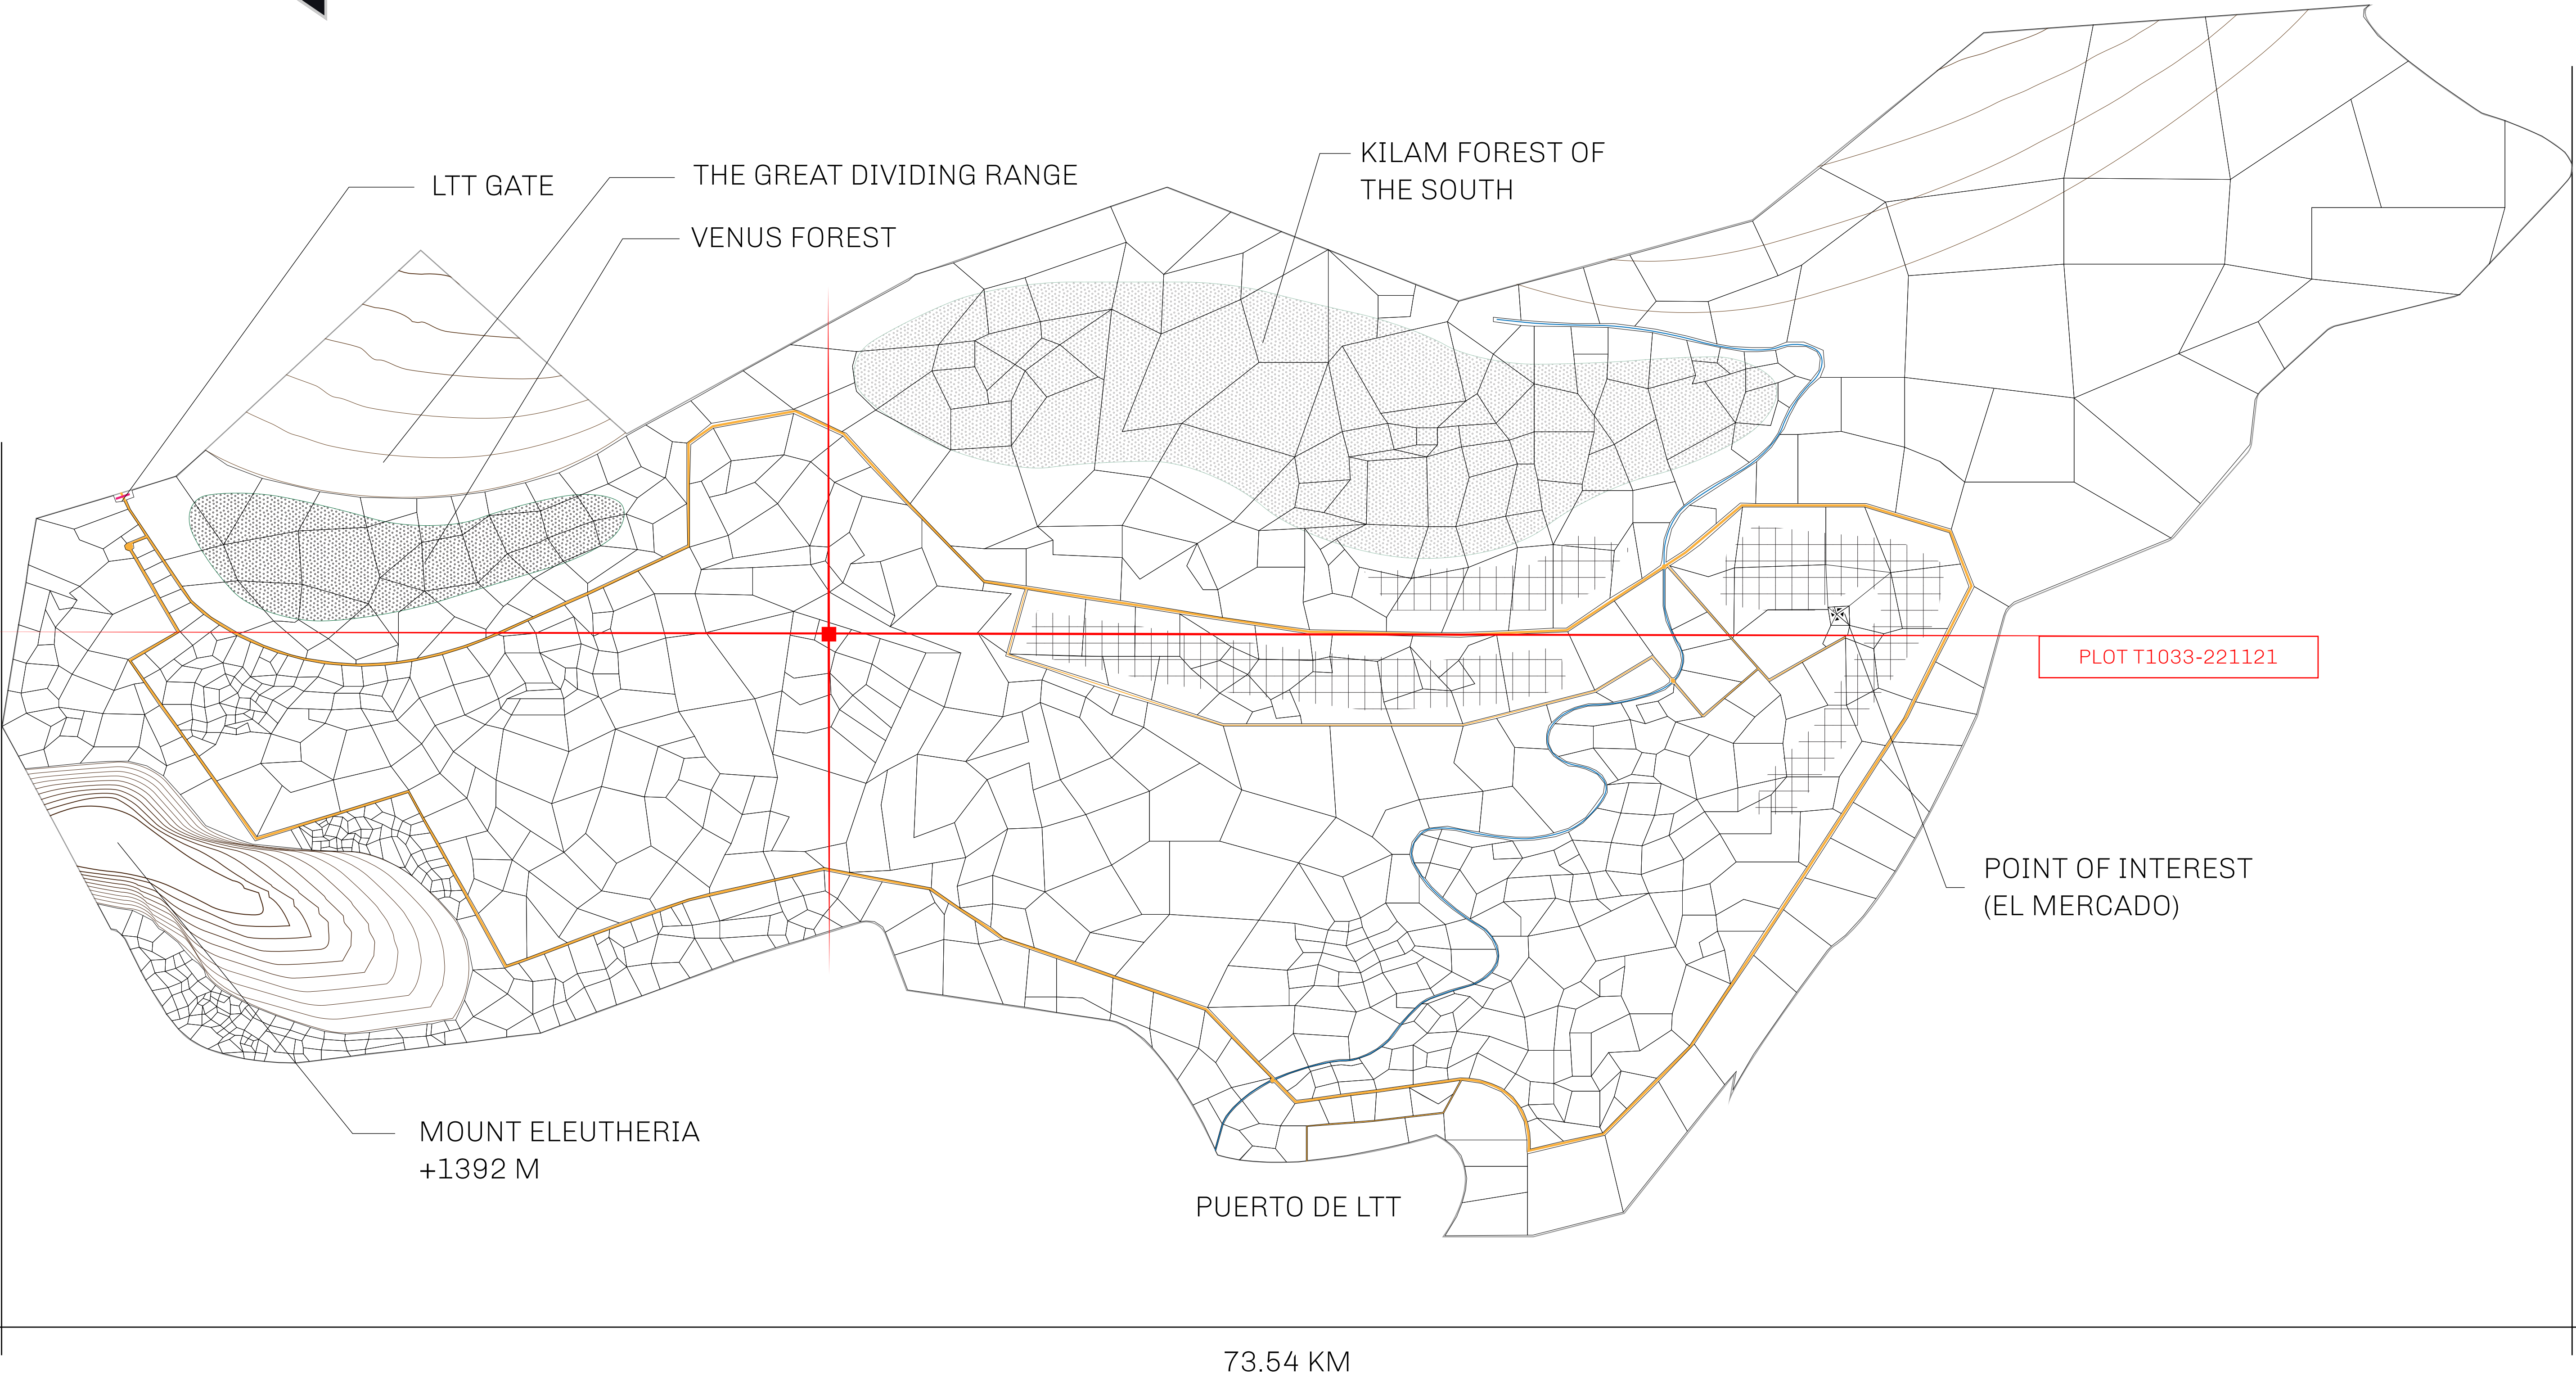 KILAM FOREST OF
THE SOUTH
THE GREAT DIVIDING RANGE
LTT GATE
VENUS FOREST
PLOT T1033-221121
POINT OF INTEREST
(EL MERCADO)
MOUNT ELEUTHERIA
+1392 M
PUERTO DE LTT
73.54 KM